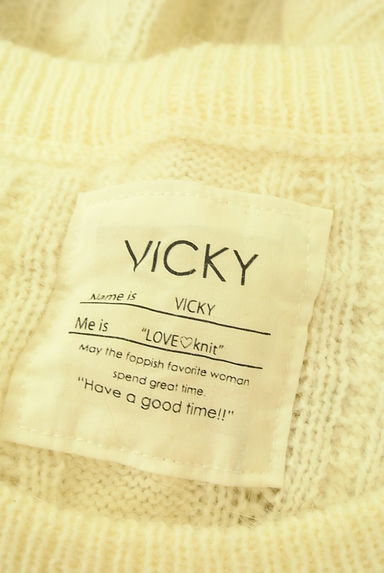 VICKY
Name is VICKY
Me is "LOVE♡knit"
May the foppish favorite woman
spend great time.
"Have a good time!!"